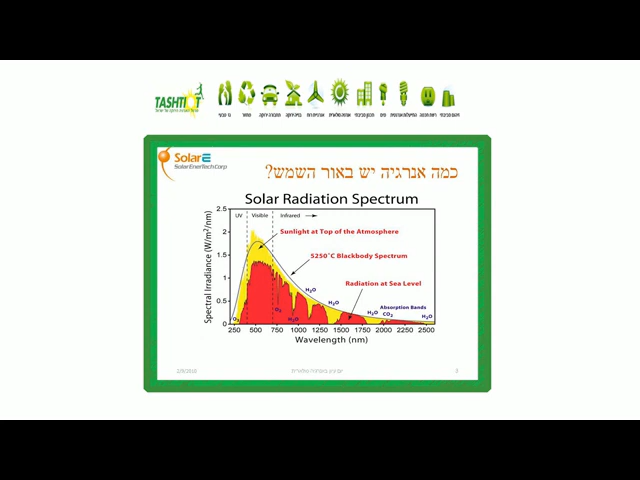 TASHTIOT
SolarE
SolarEnerTech Corp
כמה אנרגיה יש באור השמש?
Solar Radiation Spectrum
UV Visible Infrared
Sunlight at Top of the Atmosphere
5250°C Blackbody Spectrum
Radiation at Sea Level
Absorption Bands
O₃
O₂
H₂O
H₂O
H₂O
H₂O
CO₂
H₂O
Spectral Irradiance (W/m²/nm)
2.5
2
1.5
1
0.5
0
250 500 750 1000 1250 1500 1750 2000 2250 2500
Wavelength (nm)
2/9/2010